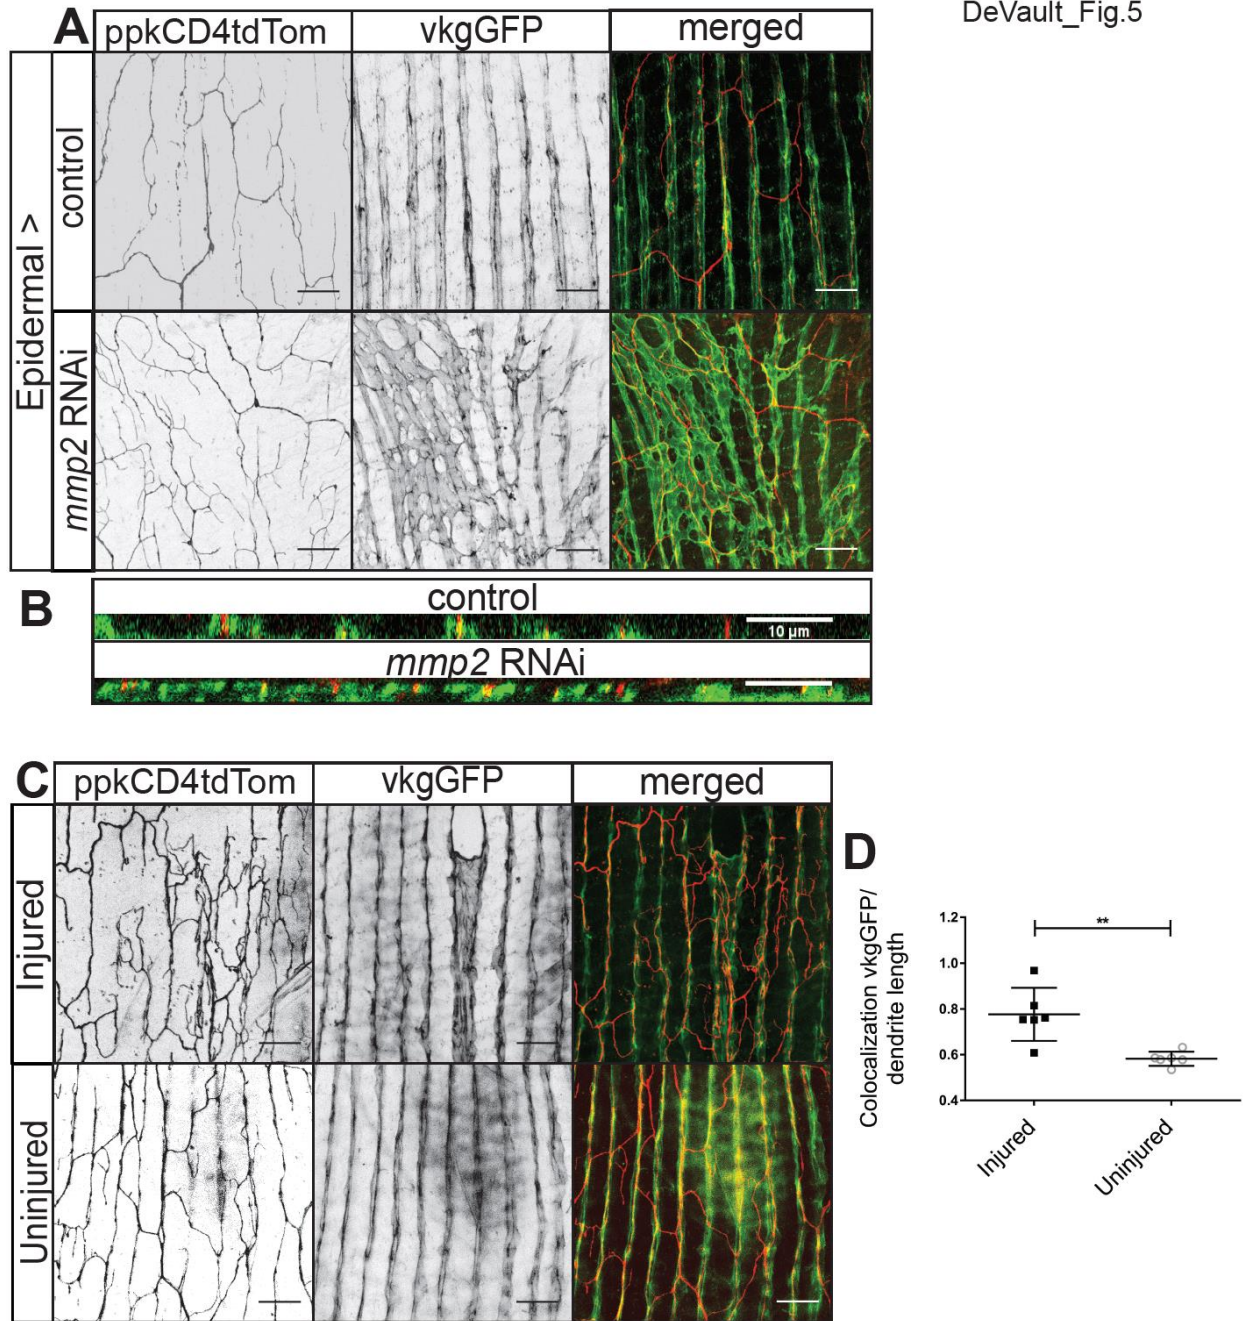 DeVault_Fig.5
A ppkCD4tdTom vkgGFP merged
Epidermal >
control
mmp2 RNAi
B
control
10 µm
mmp2 RNAi
C ppkCD4tdTom vkgGFP merged
Injured
Uninjured
D
Colocalization vkgGFP/
dendrite length
1.2
**
1.0
0.8
0.6
0.4
Injured
Uninjured